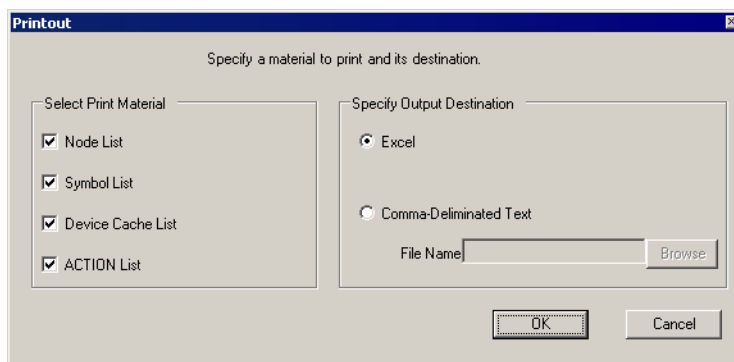 Printout
Specify a material to print and its destination.
Select Print Material
Node List
Symbol List
Device Cache List
ACTION List
Specify Output Destination
Excel
Comma-Deliminated Text
File Name
Browse
OK
Cancel